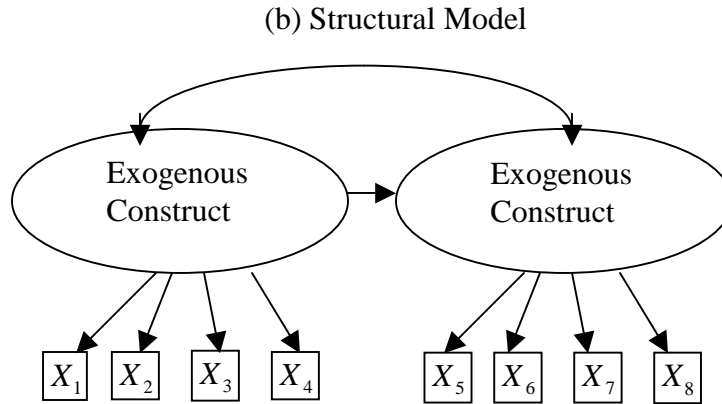 (b) Structural Model
Exogenous
Construct
Exogenous
Construct
X₁ X₂ X₃ X₄ X₅ X₆ X₇ X₈